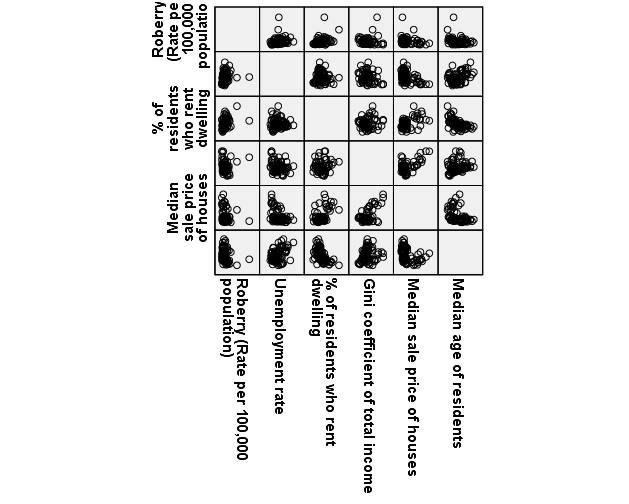 Roberry
(Rate pe
100,000
populatio
% of
residents
who rent
dwelling
Median
sale price
of houses
Roberry (Rate per 100,000
population)
Unemployment rate
% of residents who rent
dwelling
Gini coefficient of total income
Median sale price of houses
Median age of residents